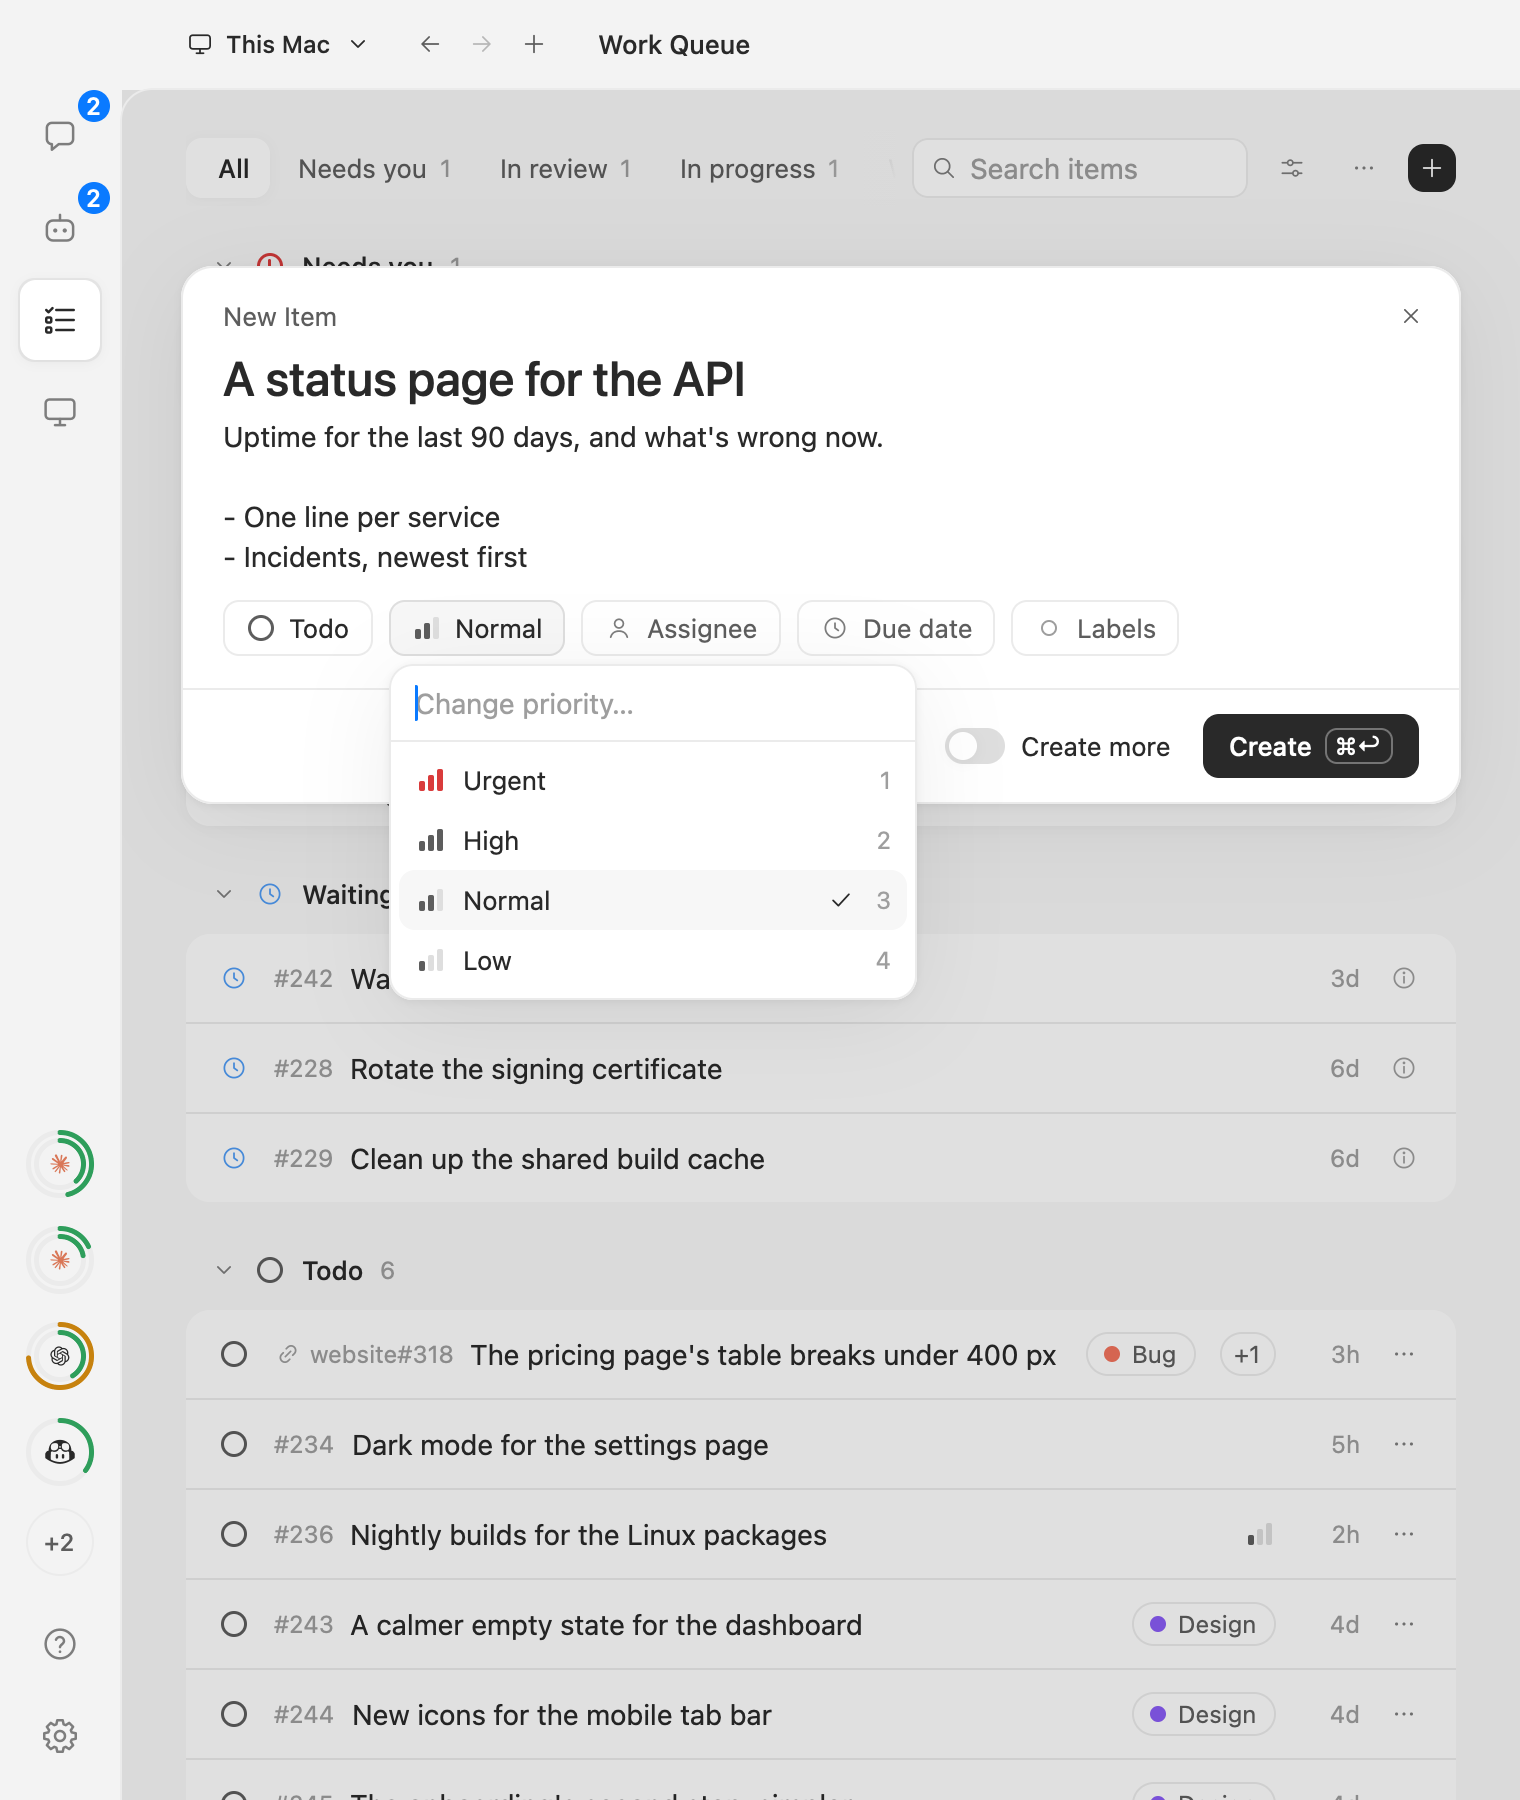 This Mac
Work Queue
2
2
All
Needs you 1
In review 1
In progress 1
Search items
Needs you 1
New Item
A status page for the API
Uptime for the last 90 days, and what's wrong now.
- One line per service
- Incidents, newest first
Todo
Normal
Assignee
Due date
Labels
Change priority...
Create more
Create ⌘↩
Urgent 1
High 2
Normal 3
Low 4
Waiting
#242 Wa 3d
#228 Rotate the signing certificate 6d
#229 Clean up the shared build cache 6d
Todo 6
website#318 The pricing page's table breaks under 400 px Bug +1 3h
#234 Dark mode for the settings page 5h
#236 Nightly builds for the Linux packages 2h
#243 A calmer empty state for the dashboard Design 4d
#244 New icons for the mobile tab bar Design 4d
+2